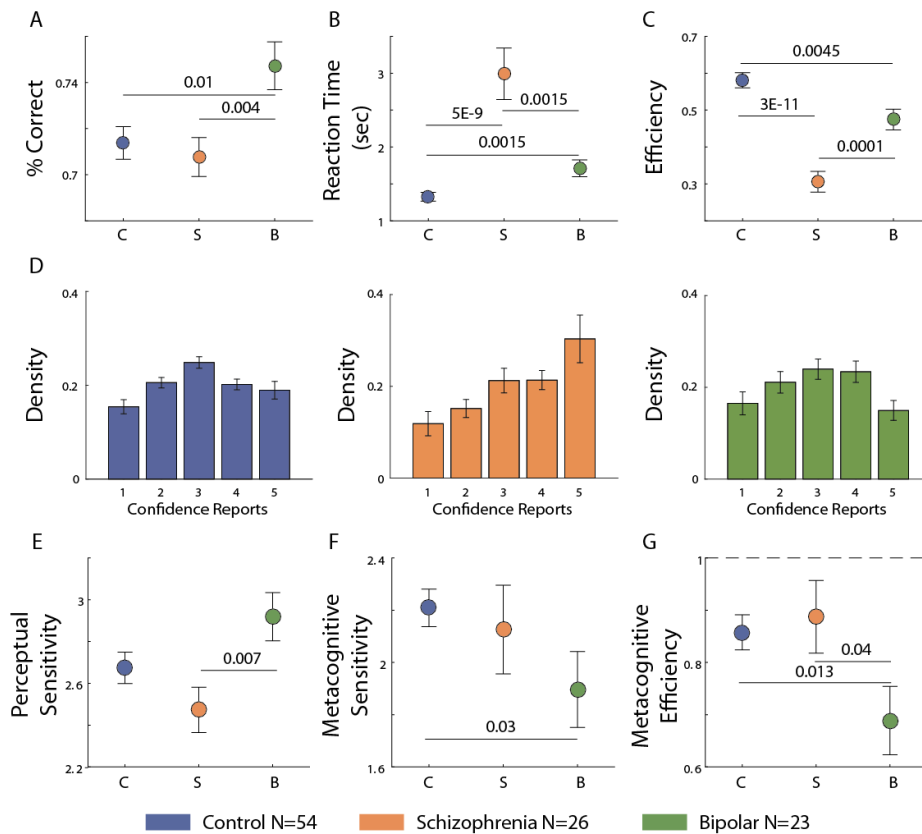 A
B
C
% Correct
0.74
0.7
0.01
0.004
C S B
Reaction Time
(sec)
3
2
1
5E-9
0.0015
0.0015
C S B
Efficiency
0.7
0.5
0.3
0.0045
3E-11
0.0001
C S B
D
Density
0.4
0.2
0
1 2 3 4 5
Confidence Reports
Density
0.4
0.2
0
1 2 3 4 5
Confidence Reports
Density
0.4
0.2
0
1 2 3 4 5
Confidence Reports
E
F
G
Perceptual
Sensitivity
3
2.6
2.2
0.007
C S B
Metacognitive
Sensitivity
2.4
2
1.6
0.03
C S B
Metacognitive
Efficiency
1
0.8
0.6
0.04
0.013
C S B
Control N=54 Schizophrenia N=26 Bipolar N=23